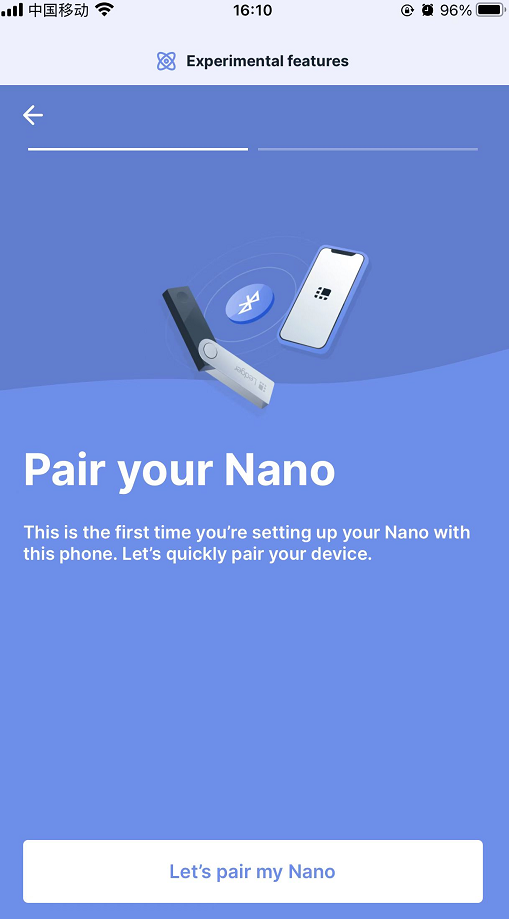 中国移动 16:10 96%
Experimental features
Ledger
Pair your Nano
This is the first time you’re setting up your Nano with
this phone. Let’s quickly pair your device.
Let’s pair my Nano